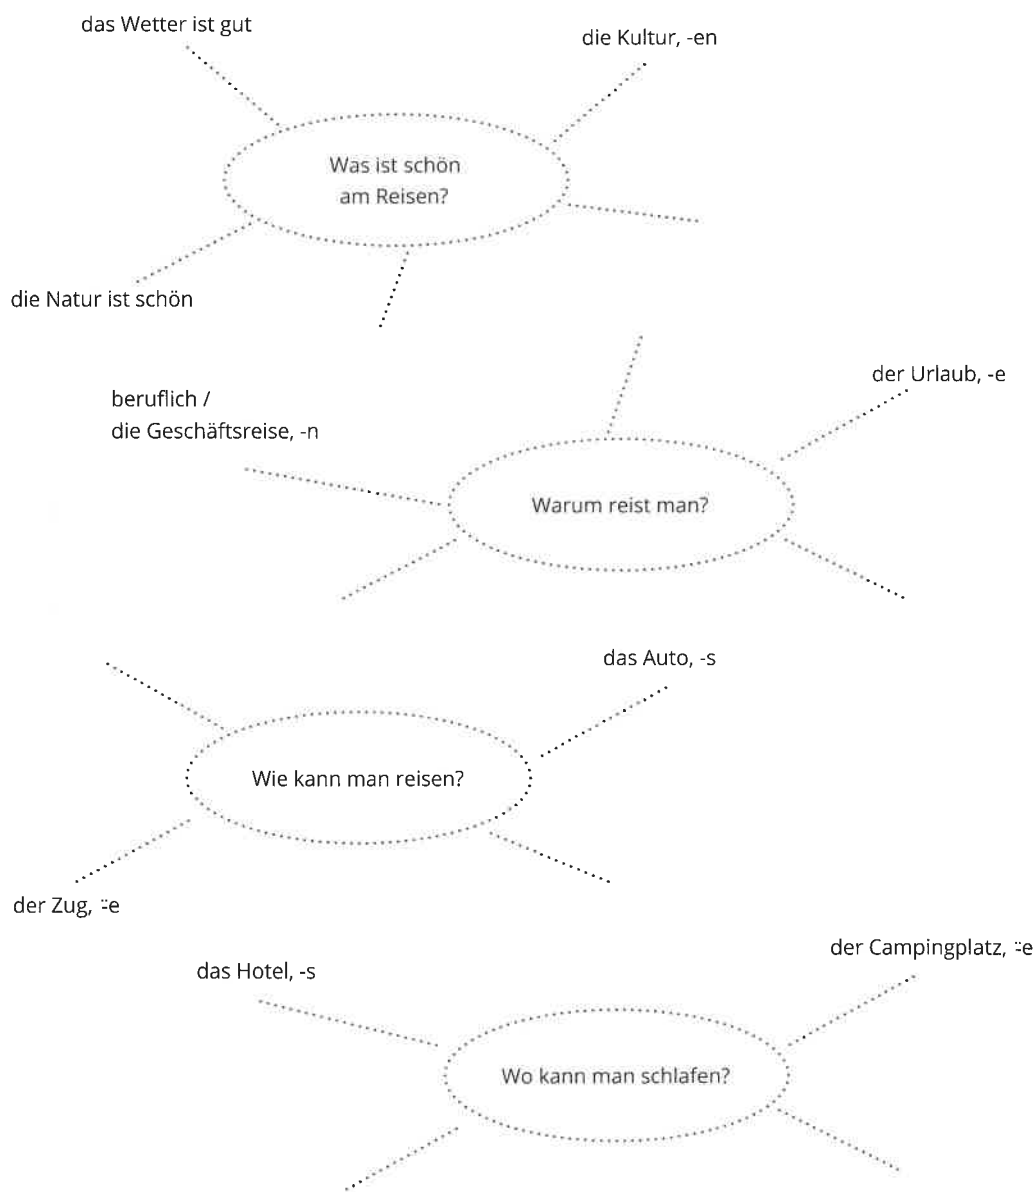 das Wetter ist gut
die Kultur, -en
Was ist schön
am Reisen?
die Natur ist schön
der Urlaub, -e
beruflich /
die Geschäftsreise, -n
Warum reist man?
das Auto, -s
Wie kann man reisen?
der Zug, ⸚e
der Campingplatz, ⸚e
das Hotel, -s
Wo kann man schlafen?